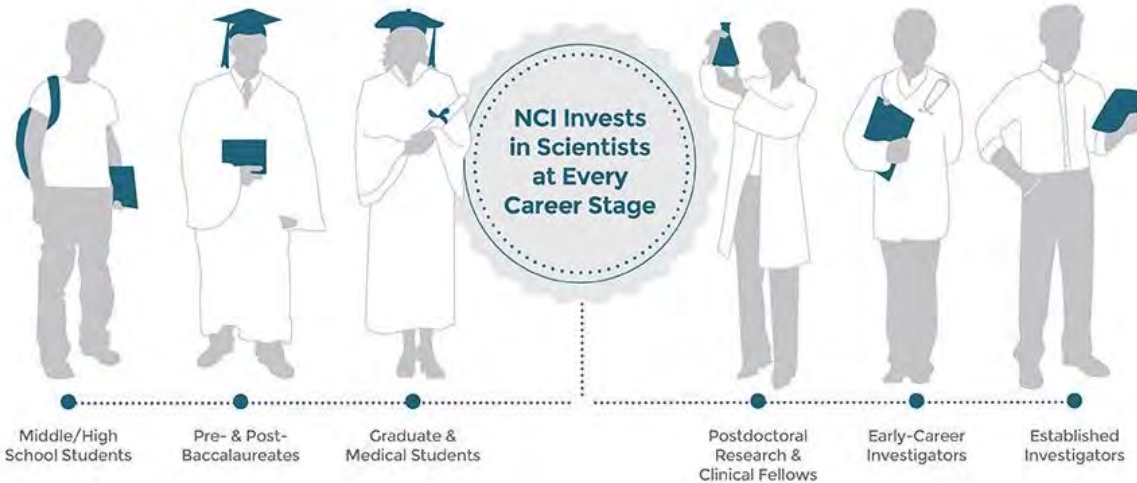 NCI Invests
in Scientists
at Every
Career Stage
Middle/High
School Students
Pre- & Post-
Baccalaureates
Graduate &
Medical Students
Postdoctoral
Research &
Clinical Fellows
Early-Career
Investigators
Established
Investigators